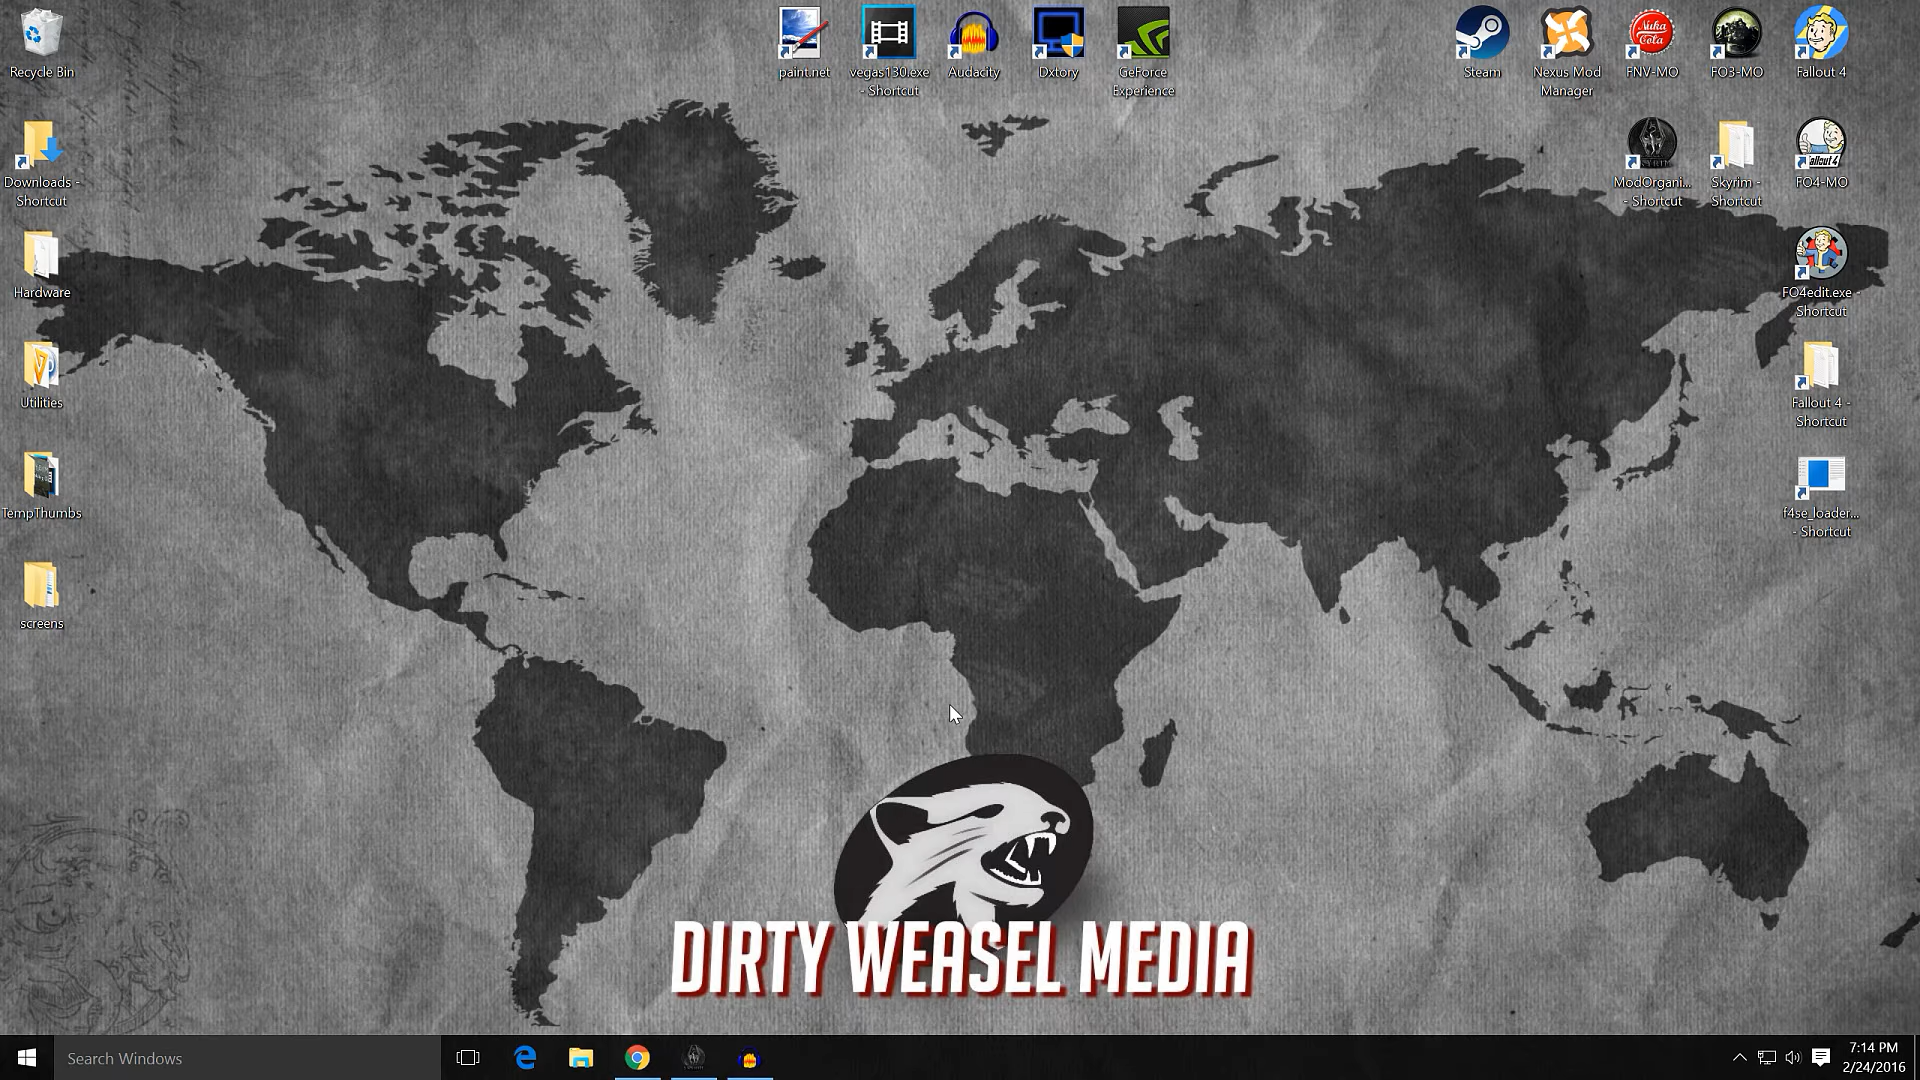 Recycle Bin
paint.net
vegas130.exe
- Shortcut
Audacity
Dxtory
GeForce
Experience
Steam
Nexus Mod
Manager
Nuka
Cola
FNV-MO
FO3-MO
Fallout 4
Downloads -
Shortcut
ModOrgani...
- Shortcut
Skyrim -
Shortcut
FO4-MO
Hardware
FO4edit.exe -
Shortcut
Utilities
Fallout 4 -
Shortcut
TempThumbs
f4se_loader...
- Shortcut
screens
DIRTY WEASEL MEDIA
Search Windows
7:14 PM
2/24/2016